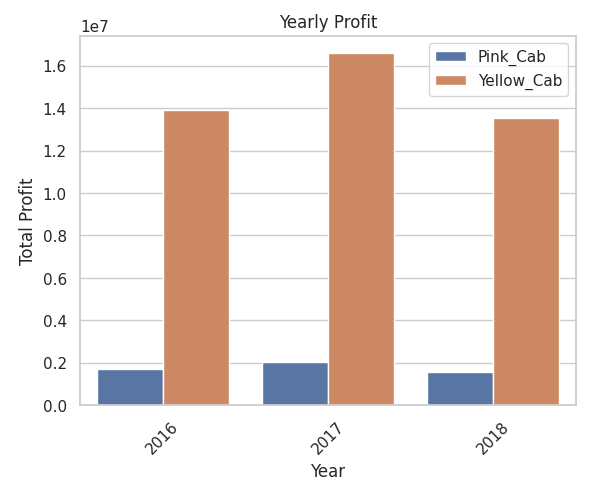 Yearly Profit
1e7
Pink_Cab
Yellow_Cab
1.6
1.4
1.2
1.0
0.8
0.6
0.4
0.2
0.0
Total Profit
2016
2017
2018
Year